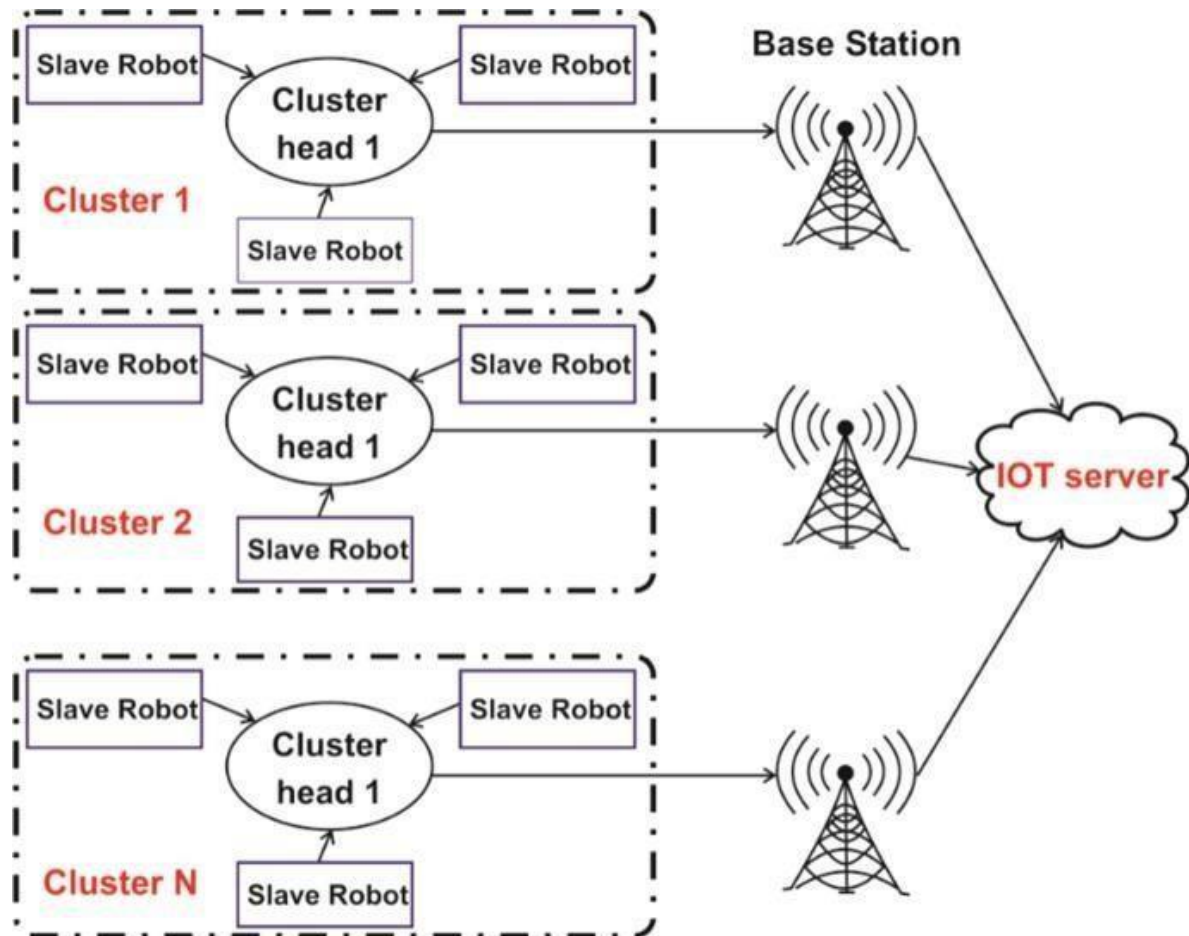 Slave Robot
Slave Robot
Cluster
head 1
Cluster 1
Slave Robot
Base Station
Slave Robot
Slave Robot
Cluster
head 1
Cluster 2
Slave Robot
IOT server
Slave Robot
Slave Robot
Cluster
head 1
Cluster N
Slave Robot